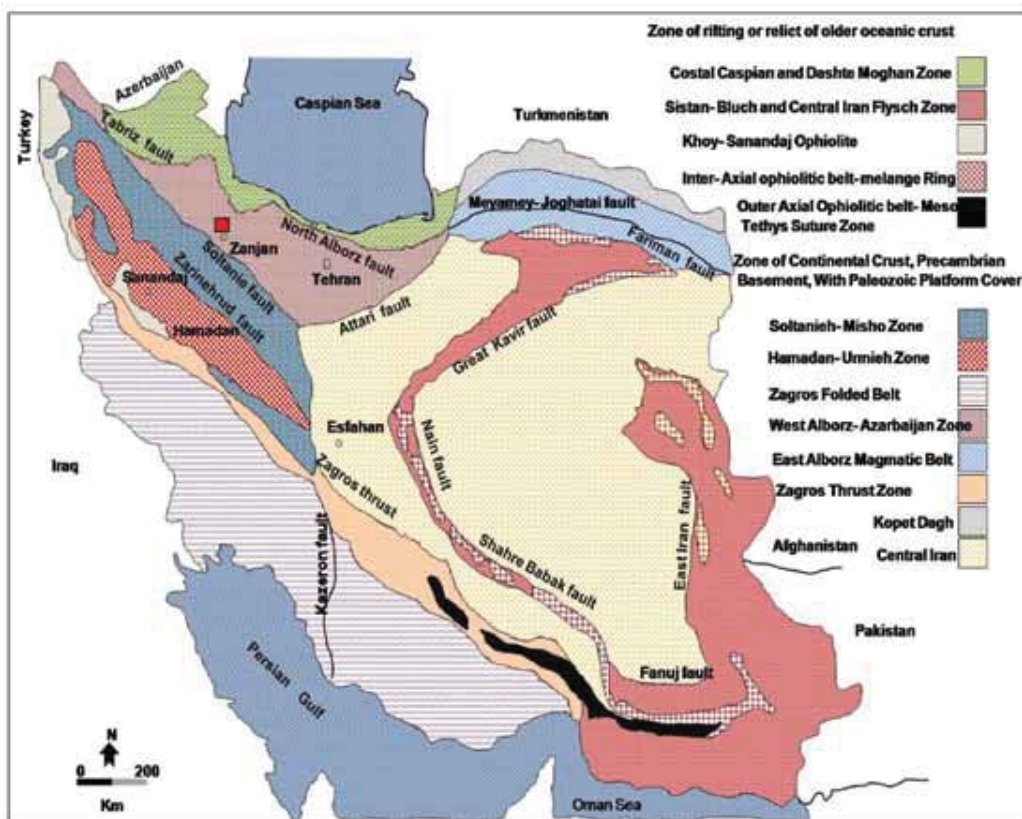 Zone of rifting or relict of older oceanic crust
Costal Caspian and Dashte Moghan Zone
Sistan- Bluch and Central Iran Flysch Zone
Khoy- Sanandaj Ophiolite
Inter-Axial ophiolitic belt-melange Ring
Outer Axial Ophiolitic belt- Meso
Tethys Suture Zone
Zone of Continental Crust, Precambrian
Basement, With Paleozoic Platform Cover
Soltanieh- Misho Zone
Hamadan- Urmieh Zone
Zagros Folded Belt
West Alborz- Azarbaijan Zone
East Alborz Magmatic Belt
Zagros Thrust Zone
Kopet Dagh
Central Iran
Azerbaijan
Turkey
Tabriz fault
Caspian Sea
Turkmenistan
Meyamey- Joghatai fault
Fariman fault
North Alborz fault
Zanjan
Tehran
Soltanie fault
Zarinehrud fault
Sanandaj
Hamadan
Attari fault
Great Kavir fault
Esfahan
Nain fault
Iraq
Zagros thrust
Kazeron fault
Shahre Babak fault
East Iran fault
Afghanistan
Pakistan
Fanuj fault
Persian Gulf
Oman Sea
N
0 200
Km